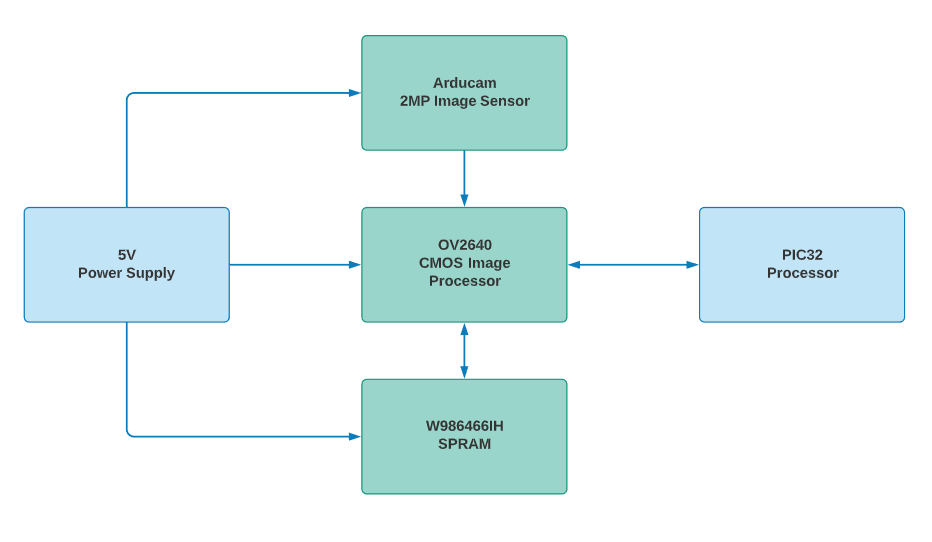 Arducam
2MP Image Sensor
5V
Power Supply
OV2640
CMOS Image
Processor
PIC32
Processor
W986466IH
SPRAM